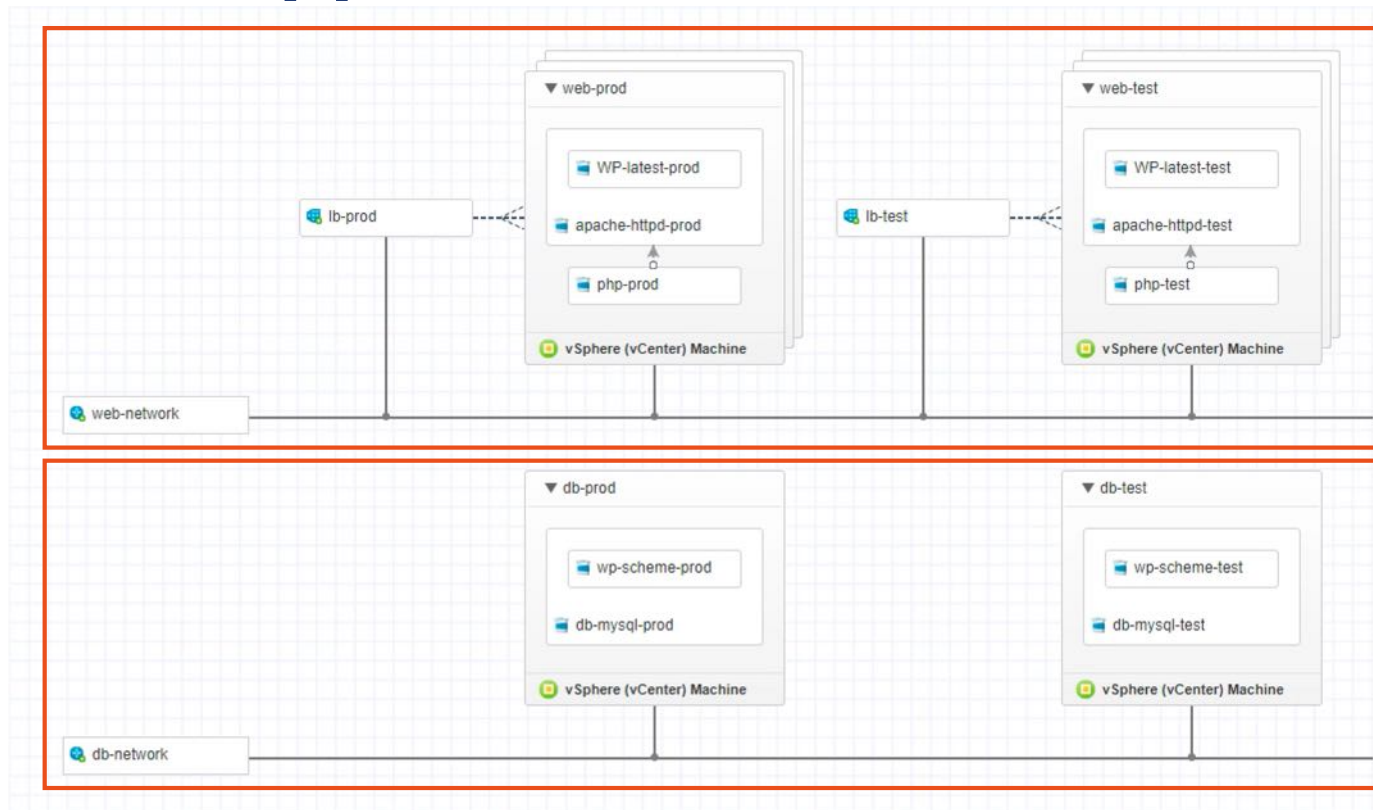 web-prod
web-test
WP-latest-prod
WP-latest-test
lb-prod
lb-test
apache-httpd-prod
apache-httpd-test
php-prod
php-test
vSphere (vCenter) Machine
vSphere (vCenter) Machine
web-network
db-prod
db-test
wp-scheme-prod
wp-scheme-test
db-mysql-prod
db-mysql-test
vSphere (vCenter) Machine
vSphere (vCenter) Machine
db-network